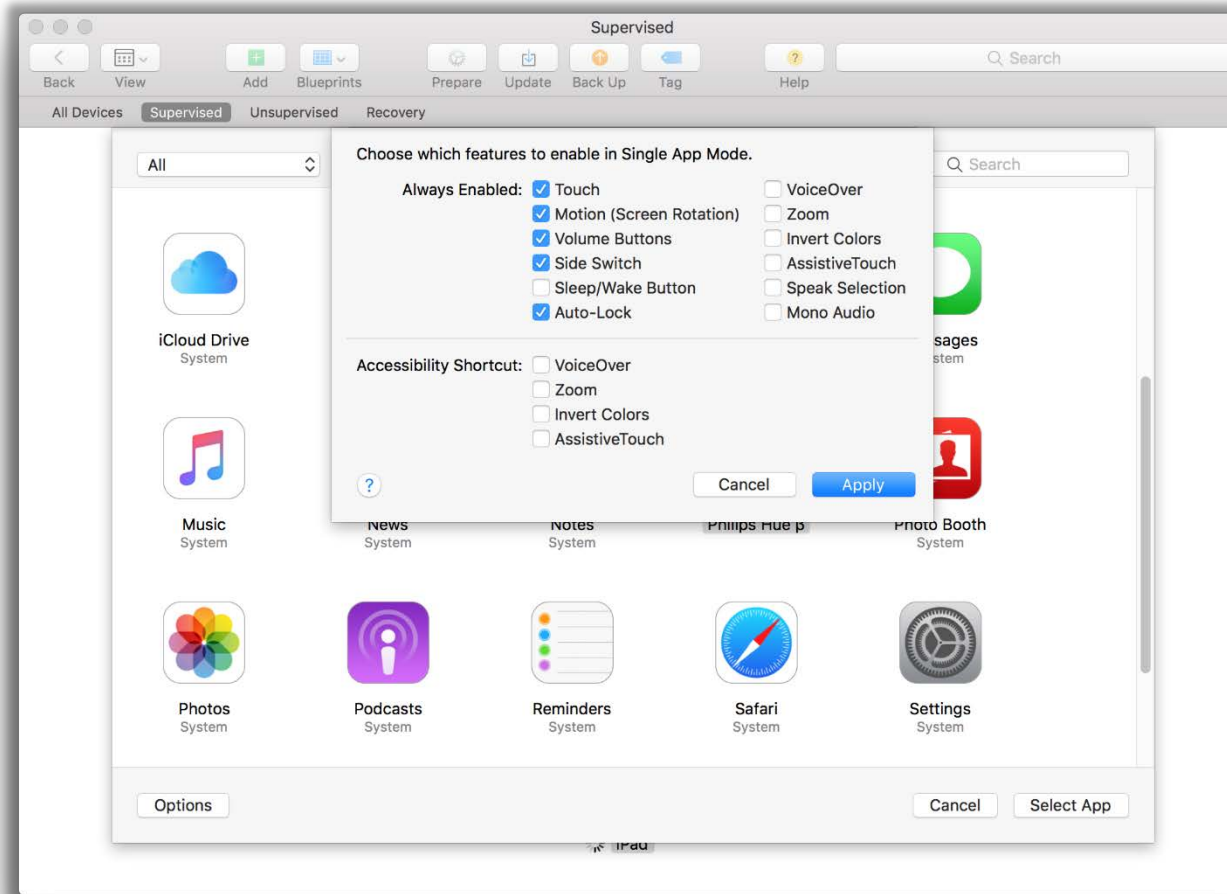 Supervised
Back View Add Blueprints Prepare Update Back Up Tag ? Help Search
All Devices Supervised Unsupervised Recovery
All Search
Choose which features to enable in Single App Mode.
Always Enabled: Touch VoiceOver
Motion (Screen Rotation) Zoom
Volume Buttons Invert Colors
Side Switch AssistiveTouch
Sleep/Wake Button Speak Selection
Auto-Lock Mono Audio
Accessibility Shortcut: VoiceOver
Zoom
Invert Colors
AssistiveTouch
? Cancel Apply
iCloud Drive sages
System stem
Music News Notes Philips Hue β Photo Booth
System System System System
Photos Podcasts Reminders Safari Settings
System System System System System
Options Cancel Select App
iPad